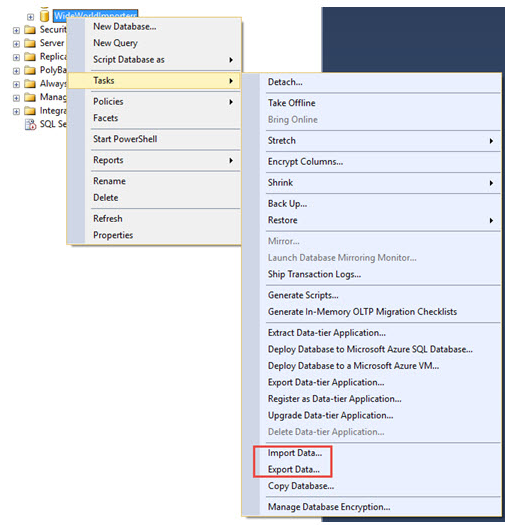 WideWorldImporters
Securit
Server
Replica
PolyBa
Always
Manag
Integra
SQL Se
New Database...
New Query
Script Database as
Tasks
Policies
Facets
Start PowerShell
Reports
Rename
Delete
Refresh
Properties
Detach...
Take Offline
Bring Online
Stretch
Encrypt Columns...
Shrink
Back Up...
Restore
Mirror...
Launch Database Mirroring Monitor...
Ship Transaction Logs...
Generate Scripts...
Generate In-Memory OLTP Migration Checklists
Extract Data-tier Application...
Deploy Database to Microsoft Azure SQL Database...
Deploy Database to a Microsoft Azure VM...
Export Data-tier Application...
Register as Data-tier Application...
Upgrade Data-tier Application...
Delete Data-tier Application...
Import Data...
Export Data...
Copy Database...
Manage Database Encryption...